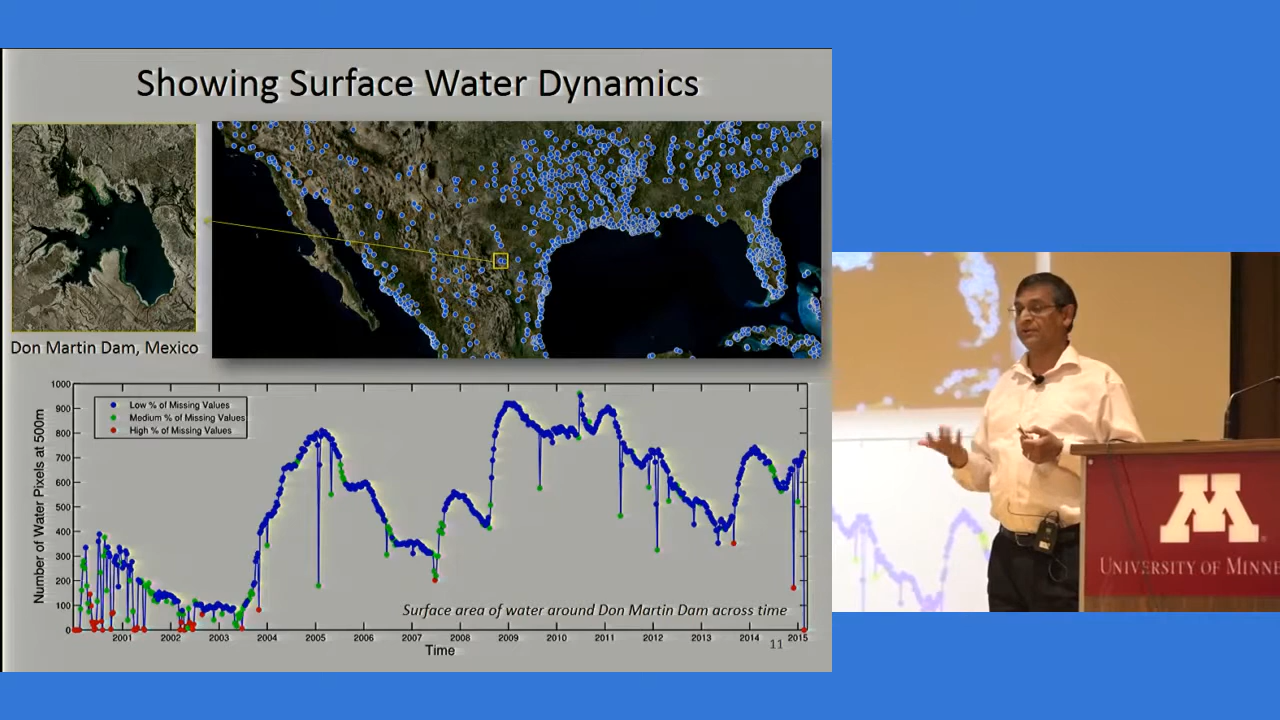 Showing Surface Water Dynamics
Don Martin Dam, Mexico
Number of Water Pixels at 500m
1000
900
800
700
600
500
400
300
200
100
0
Low % of Missing Values
Medium % of Missing Values
High % of Missing Values
Surface area of water around Don Martin Dam across time
2001 2002 2003 2004 2005 2006 2007 2008 2009 2010 2011 2012 2013 2014 2015
Time
11
M
UNIVERSITY OF MINNE